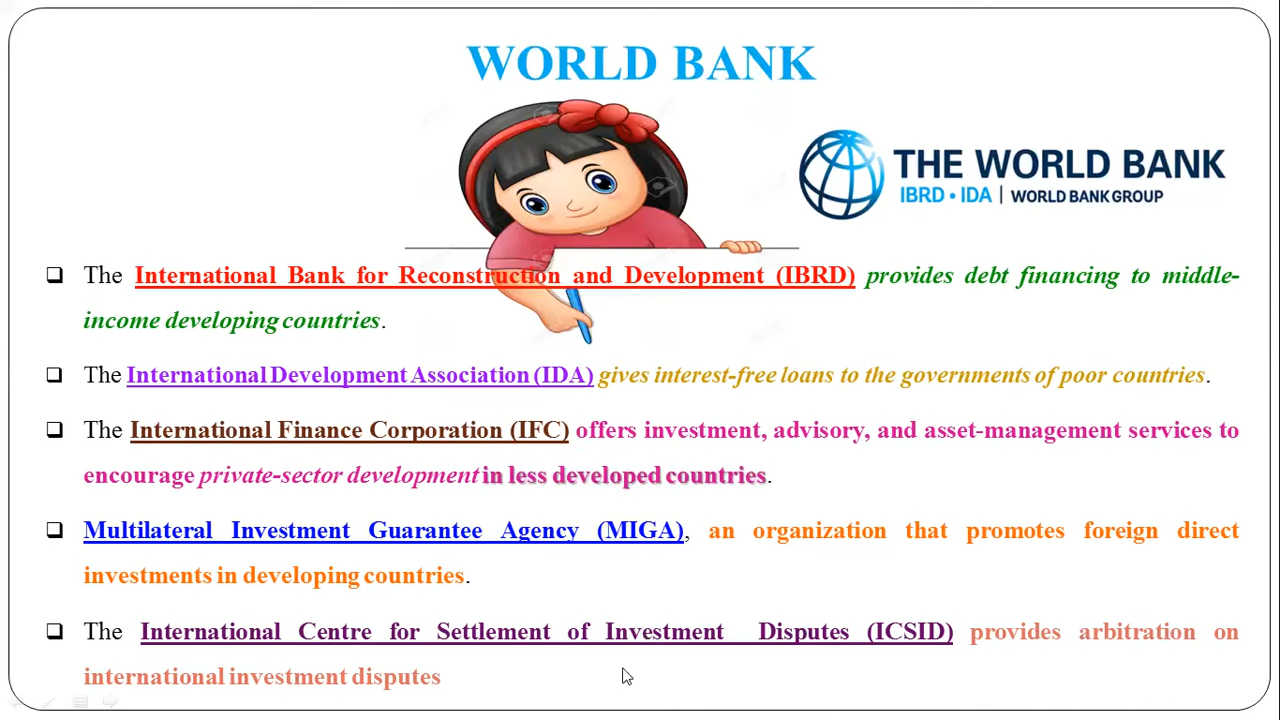 WORLD BANK
THE WORLD BANK
IBRD • IDA | WORLD BANK GROUP
❑ The International Bank for Reconstruction and Development (IBRD) provides debt financing to middle-
income developing countries.
❑ The International Development Association (IDA) gives interest-free loans to the governments of poor countries.
❑ The International Finance Corporation (IFC) offers investment, advisory, and asset-management services to
encourage private-sector development in less developed countries.
❑ Multilateral Investment Guarantee Agency (MIGA), an organization that promotes foreign direct
investments in developing countries.
❑ The International Centre for Settlement of Investment Disputes (ICSID) provides arbitration on
international investment disputes